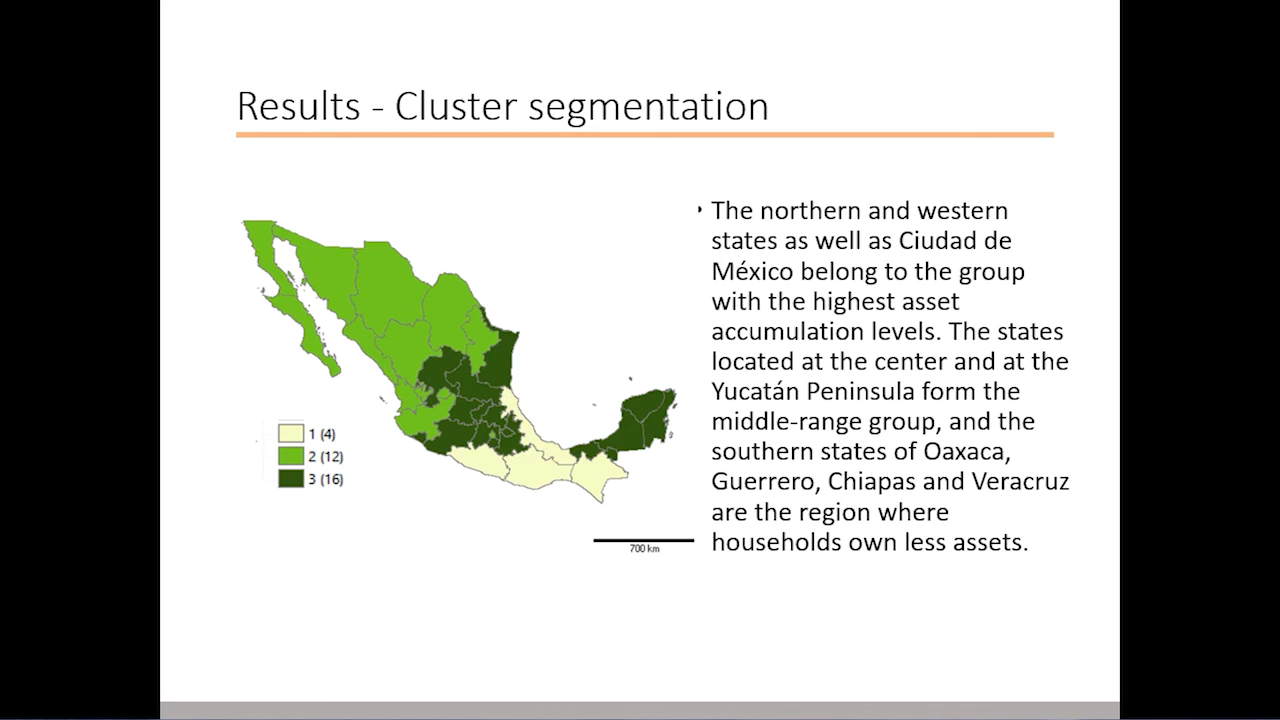 Results - Cluster segmentation
1 (4)
2 (12)
3 (16)
700 km
• The northern and western
states as well as Ciudad de
México belong to the group
with the highest asset
accumulation levels. The states
located at the center and at the
Yucatán Peninsula form the
middle-range group, and the
southern states of Oaxaca,
Guerrero, Chiapas and Veracruz
are the region where
households own less assets.